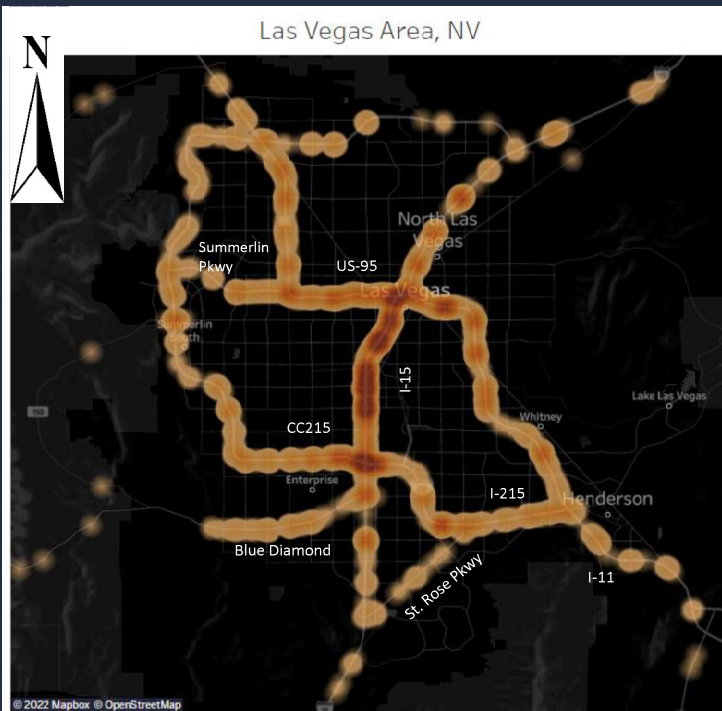 Las Vegas Area, NV
N
North Las
Vegas
Summerlin
Pkwy
US-95
Las Vegas
Summerlin
South
I-15
Lake Las Vegas
Whitney
CC215
Enterprise
I-215
Henderson
Blue Diamond
St. Rose Pkwy
I-11
© 2022 Mapbox © OpenStreetMap